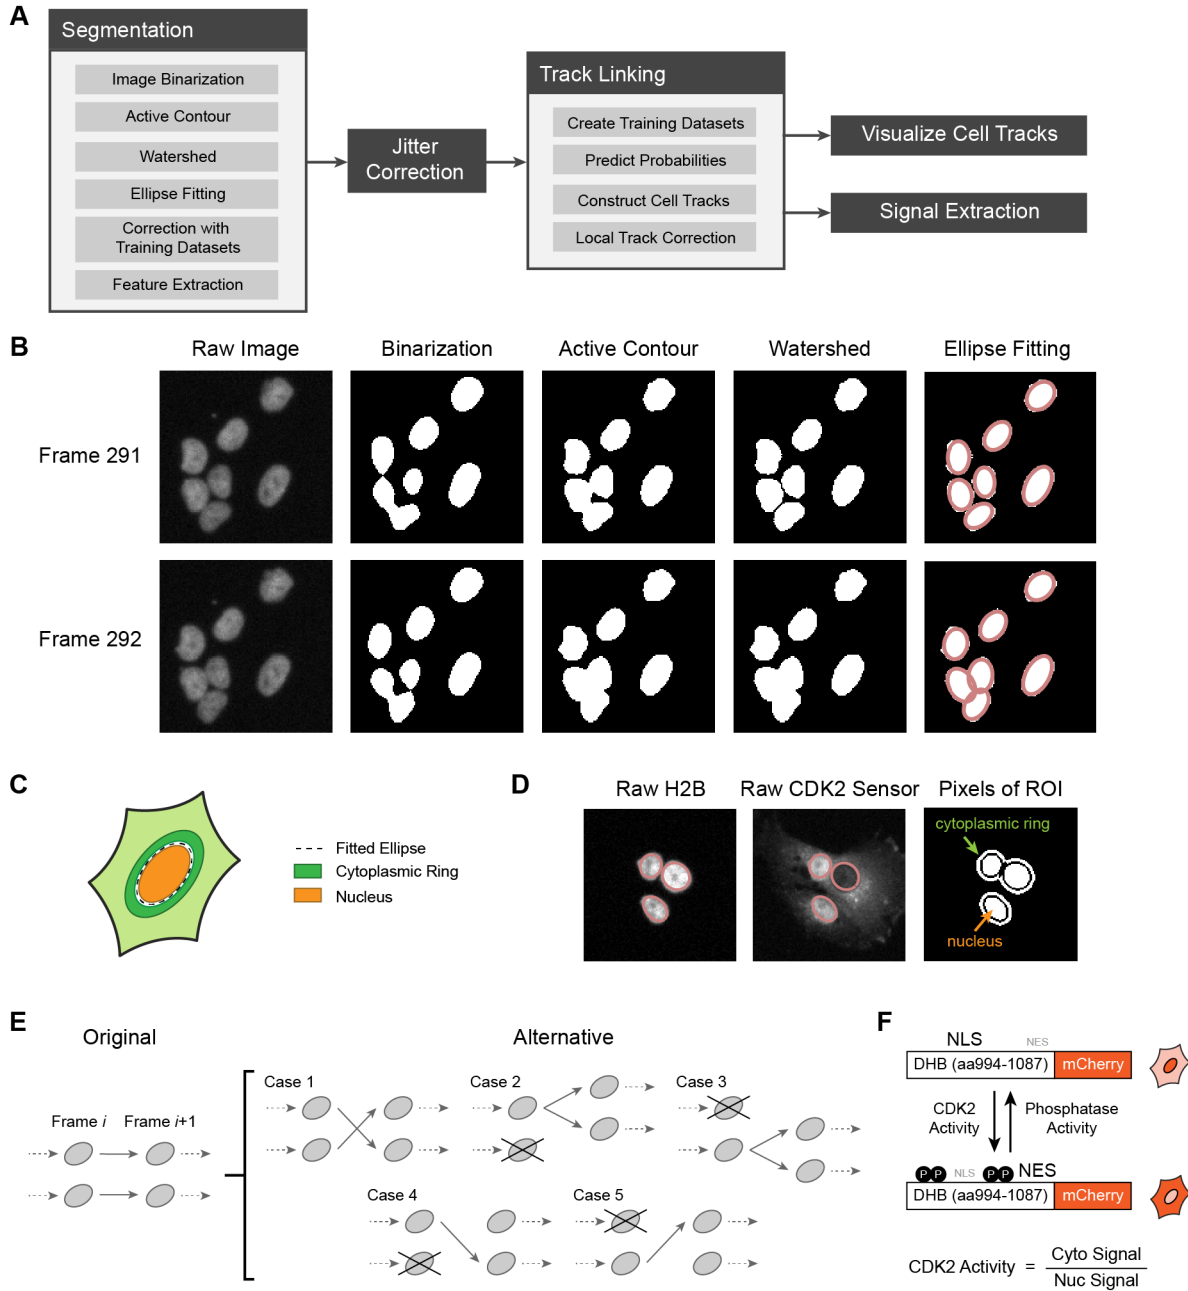 A
Segmentation
Image Binarization
Active Contour
Watershed
Ellipse Fitting
Correction with
Training Datasets
Feature Extraction
Jitter
Correction
Track Linking
Create Training Datasets
Predict Probabilities
Construct Cell Tracks
Local Track Correction
Visualize Cell Tracks
Signal Extraction
B
Raw Image
Binarization
Active Contour
Watershed
Ellipse Fitting
Frame 291
Frame 292
C
Fitted Ellipse
Cytoplasmic Ring
Nucleus
D
Raw H2B
Raw CDK2 Sensor
Pixels of ROI
cytoplasmic ring
nucleus
E
Original
Alternative
Frame i
Frame i+1
Case 1
Case 2
Case 3
Case 4
Case 5
F
NLS
NES
DHB (aa994-1087)
mCherry
CDK2
Activity
Phosphatase
Activity
P P
NLS
P P
NES
DHB (aa994-1087)
mCherry
CDK2 Activity = Cyto Signal
Nuc Signal